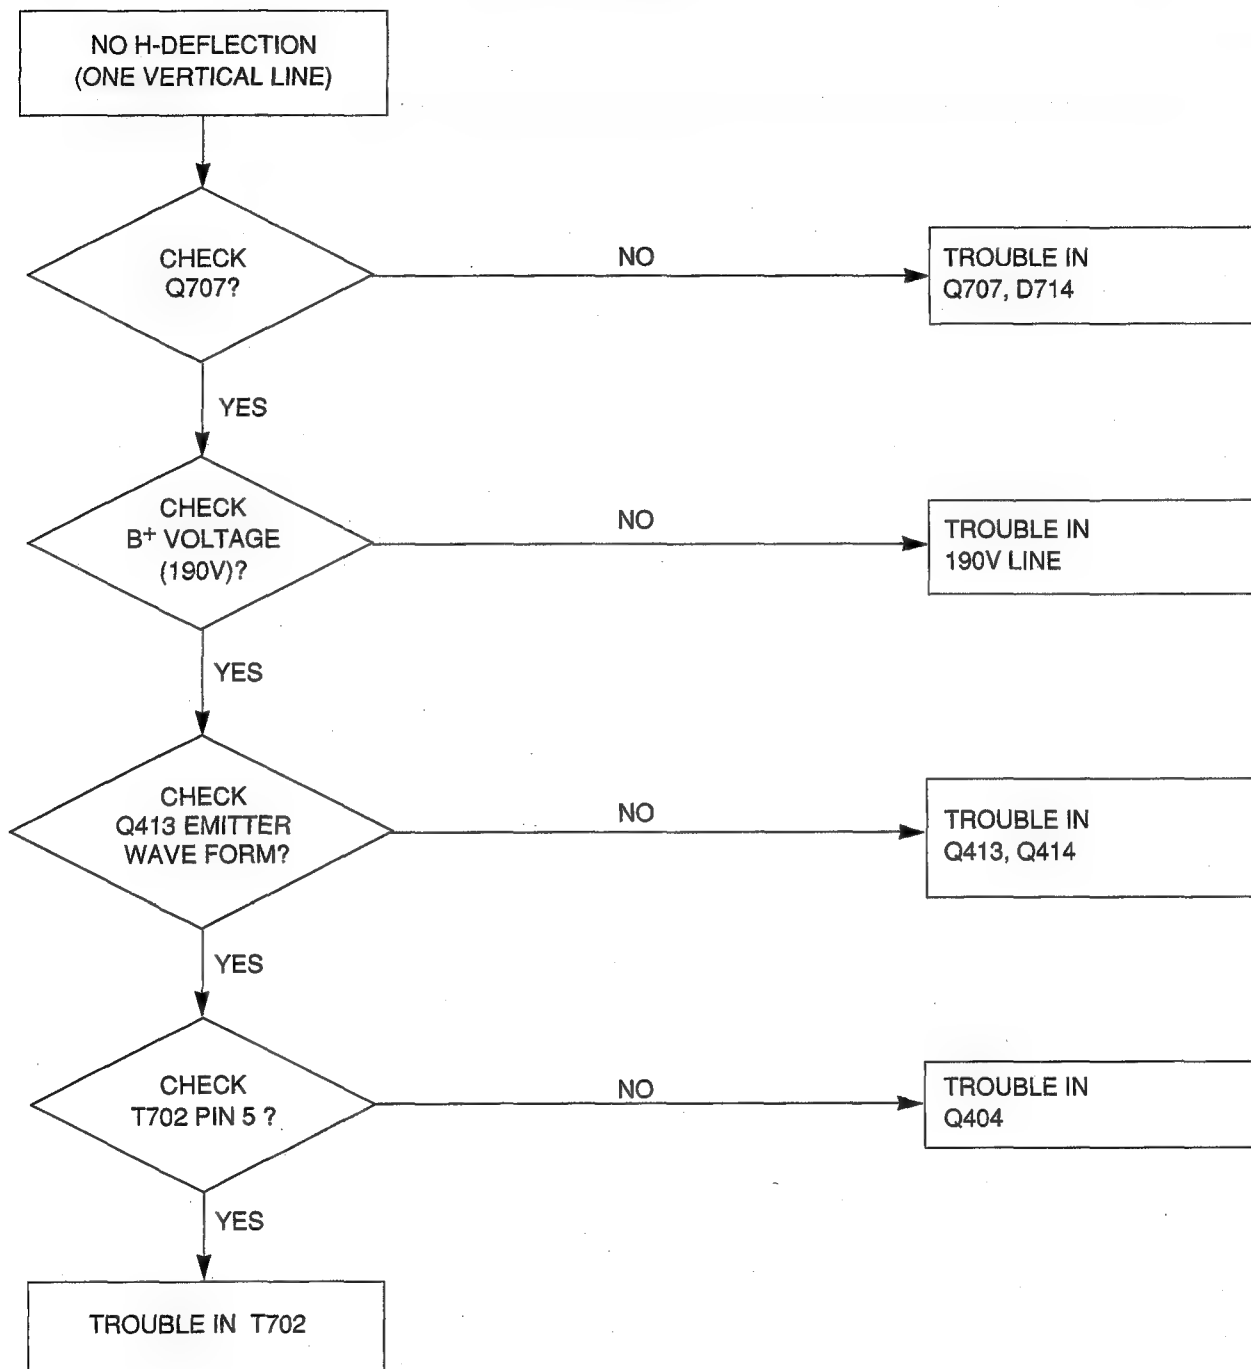 NO H-DEFLECTION
(ONE VERTICAL LINE)
CHECK
Q707?
NO
TROUBLE IN
Q707, D714
YES
CHECK
B+ VOLTAGE
(190V)?
NO
TROUBLE IN
190V LINE
YES
CHECK
Q413 EMITTER
WAVE FORM?
NO
TROUBLE IN
Q413, Q414
YES
CHECK
T702 PIN 5 ?
NO
TROUBLE IN
Q404
YES
TROUBLE IN T702